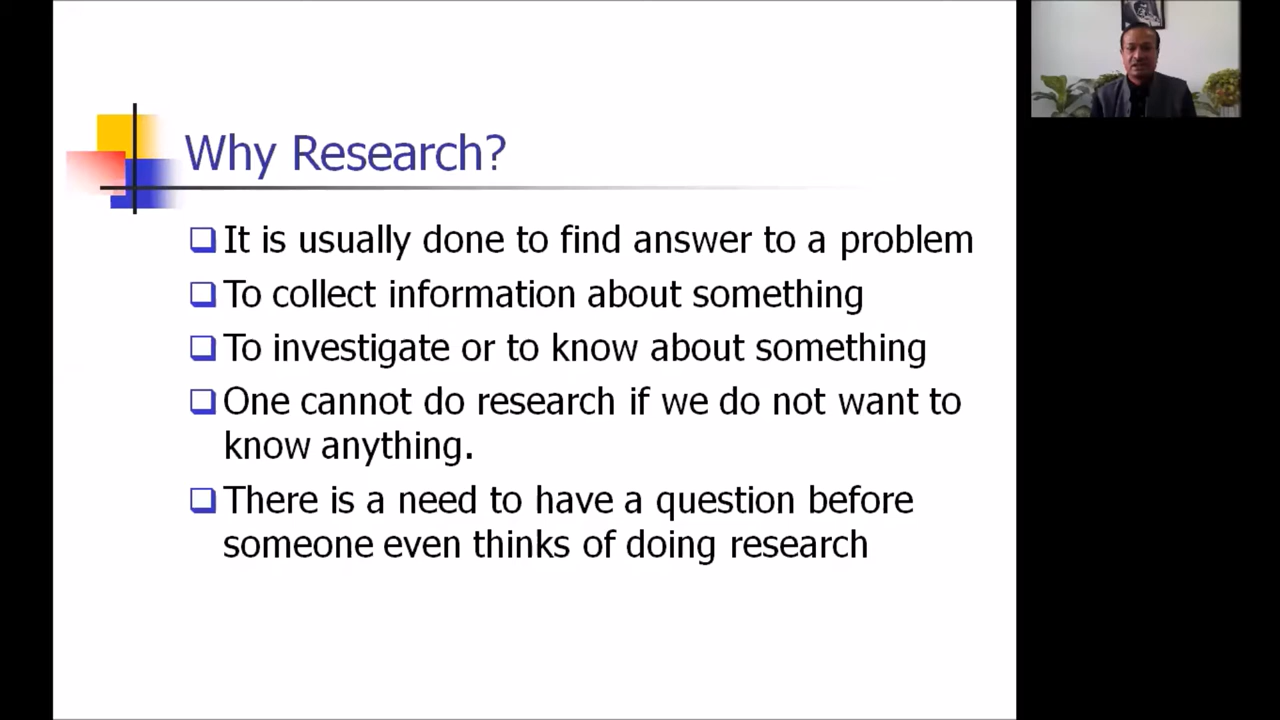 Why Research?
It is usually done to find answer to a problem
To collect information about something
To investigate or to know about something
One cannot do research if we do not want to
know anything.
There is a need to have a question before
someone even thinks of doing research